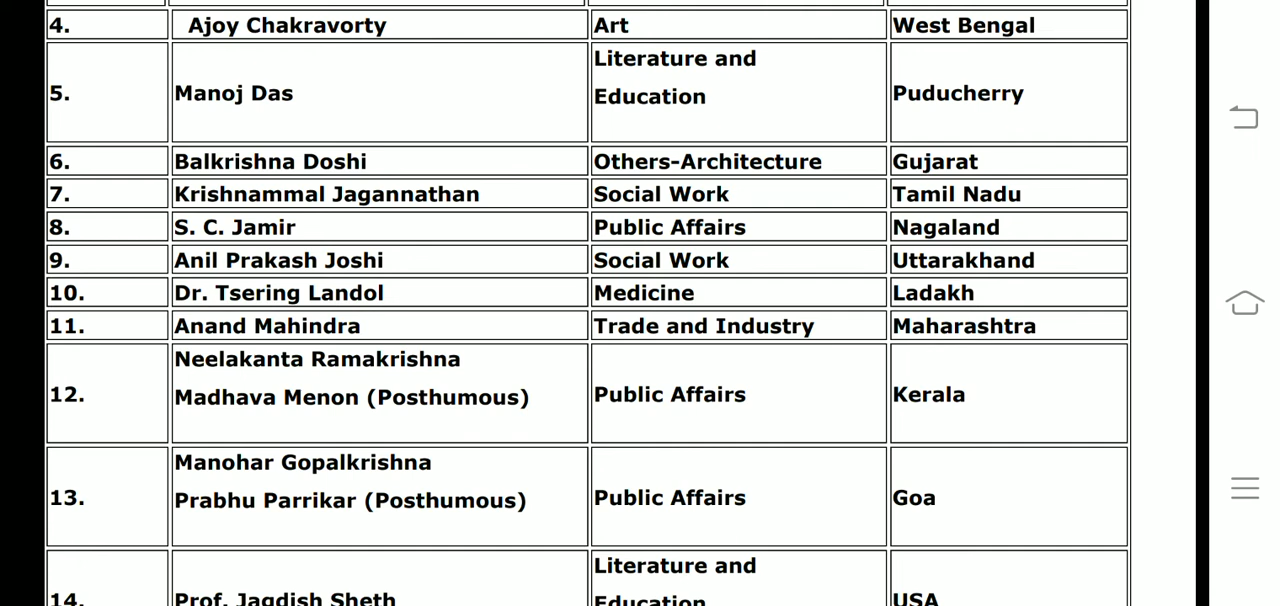 4. Ajoy Chakravorty Art West Bengal
Literature and
5. Manoj Das Education Puducherry
6. Balkrishna Doshi Others-Architecture Gujarat
7. Krishnammal Jagannathan Social Work Tamil Nadu
8. S. C. Jamir Public Affairs Nagaland
9. Anil Prakash Joshi Social Work Uttarakhand
10. Dr. Tsering Landol Medicine Ladakh
11. Anand Mahindra Trade and Industry Maharashtra
Neelakanta Ramakrishna
12. Madhava Menon (Posthumous) Public Affairs Kerala
Manohar Gopalkrishna
13. Prabhu Parrikar (Posthumous) Public Affairs Goa
Literature and
14. Prof. Jagdish Sheth Education USA